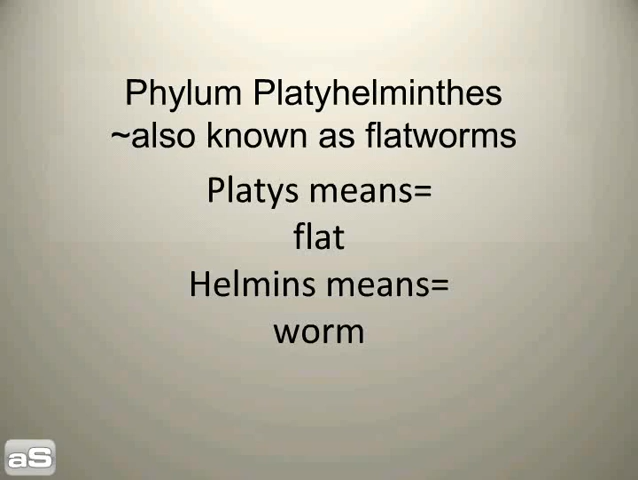 Phylum Platyhelminthes
~also known as flatworms
Platys means=
flat
Helmins means=
worm
aS